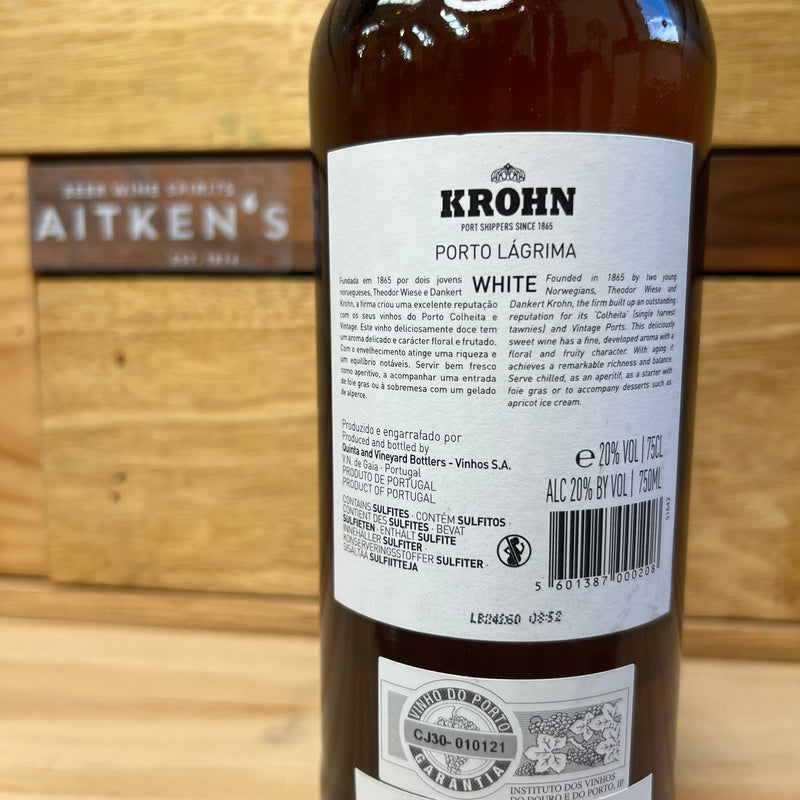 BEER WINE SPIRITS
AITKEN'S
EST. 1874
KROHN
PORT SHIPPERS SINCE 1865
PORTO LÁGRIMA
WHITE
Fundada em 1865 por dois jovens
noruegueses, Theodor Wiese e Dankert
Krohn, a firma criou uma excelente reputação
com os seus vinhos do Porto Colheita e
Vintage. Este vinho deliciosamente doce tem
um aroma delicado e carácter floral e frutado.
Com o envelhecimento atinge uma riqueza e
um equilíbrio notáveis. Servir bem fresco
como aperitivo, a acompanhar uma entrada
de foie gras ou à sobremesa com um gelado
de alperce.
Founded in 1865 by two young
Norwegians, Theodor Wiese and
Dankert Krohn, the firm built up an outstanding
reputation for its 'Colheita' (single harvest
tawnies) and Vintage Ports. This deliciously
sweet wine has a fine, developed aroma with a
floral and fruity character. With aging it
achieves a remarkable richness and balance.
Serve chilled, as an aperitif, as a starter with
foie gras or to accompany desserts such as
apricot ice cream.
Produzido e engarrafado por
Produced and bottled by
Quinta and Vineyard Bottlers - Vinhos S.A.
V.N. de Gaia · Portugal
PRODUTO DE PORTUGAL
PRODUCT OF PORTUGAL
CONTAINS SULFITES · CONTÉM SULFITOS ·
CONTIENT DES SULFITES · BEVAT
SULFIETEN · ENTHALT SULFITE
INNEHÅLLER SULFITER ·
KONSERVERINGSSTOFFER SULFITER ·
SISÄLTÄÄ SULFIITTEJA
e 20% VOL | 75CL
ALC 20% BY VOL | 750ML
51642
5 601387 000208
08:52
VINHO DO PORTO
CJ30- 010121
GARANTIA
INSTITUTO DOS VINHOS
DO DOURO E DO PORTO, IP